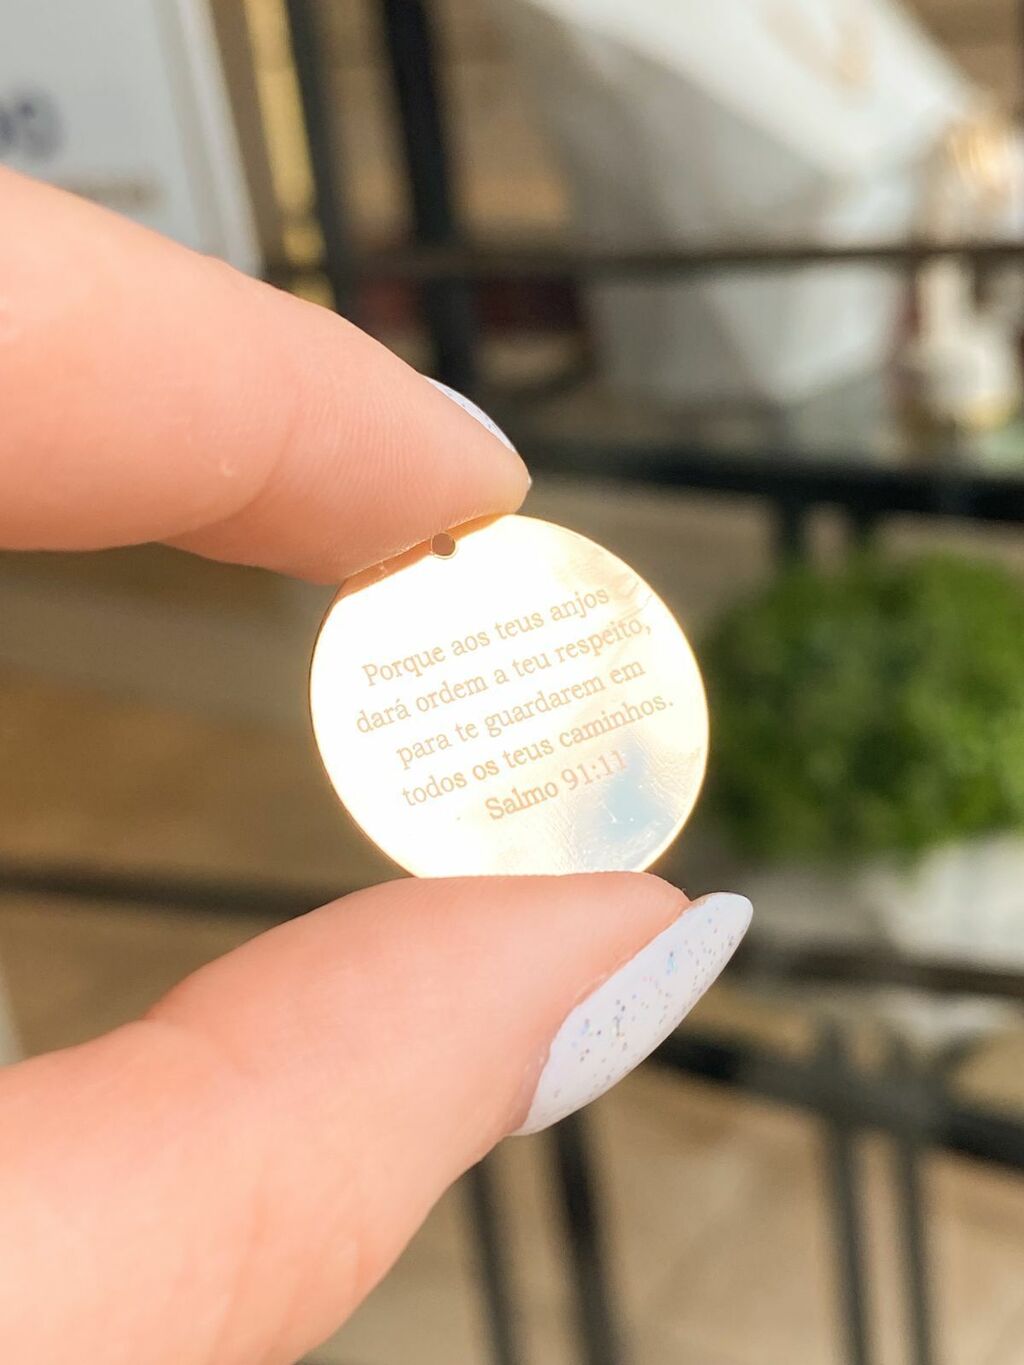 Porque aos teus anjos
dará ordem a teu respeito,
para te guardarem em
todos os teus caminhos.
Salmo 91:11